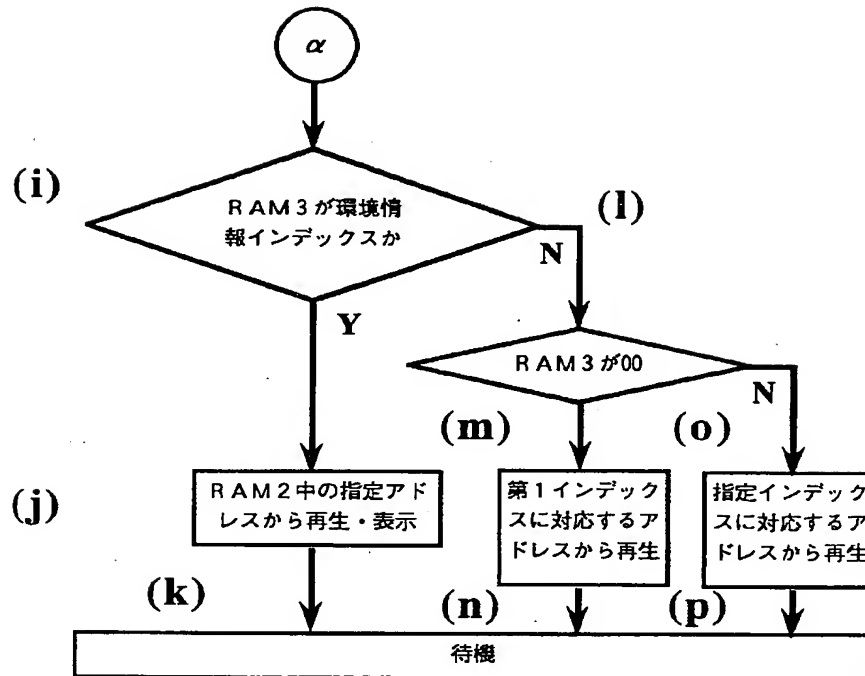 α
(i)
RAM3が環境情
報インデックスか
(l)
N
Y
RAM3が00
N
(m)
(o)
(j)
RAM2中の指定アド
レスから再生・表示
第1インデック
スに対応するア
ドレスから再生
指定インデック
スに対応するア
ドレスから再生
(k)
(n)
(p)
待機